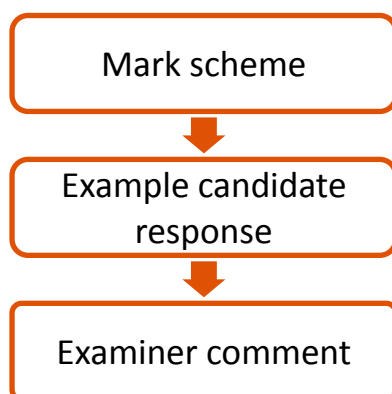 Mark scheme
Example candidate
response
Examiner comment